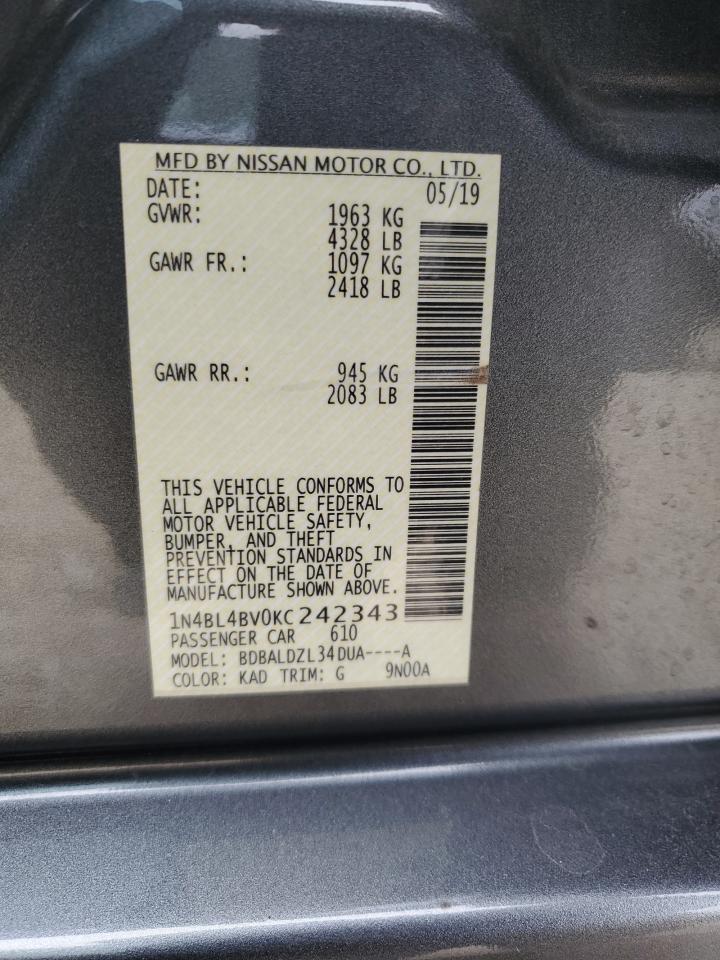 MFD BY NISSAN MOTOR CO., LTD.
DATE: 05/19
GVWR: 1963 KG
4328 LB
GAWR FR.: 1097 KG
2418 LB
GAWR RR.: 945 KG
2083 LB
THIS VEHICLE CONFORMS TO
ALL APPLICABLE FEDERAL
MOTOR VEHICLE SAFETY,
BUMPER, AND THEFT
PREVENTION STANDARDS IN
EFFECT ON THE DATE OF
MANUFACTURE SHOWN ABOVE.
1N4BL4BV0KC242343
PASSENGER CAR 610
MODEL: BDBALDZL34DUA----A
COLOR: KAD TRIM: G 9N00A